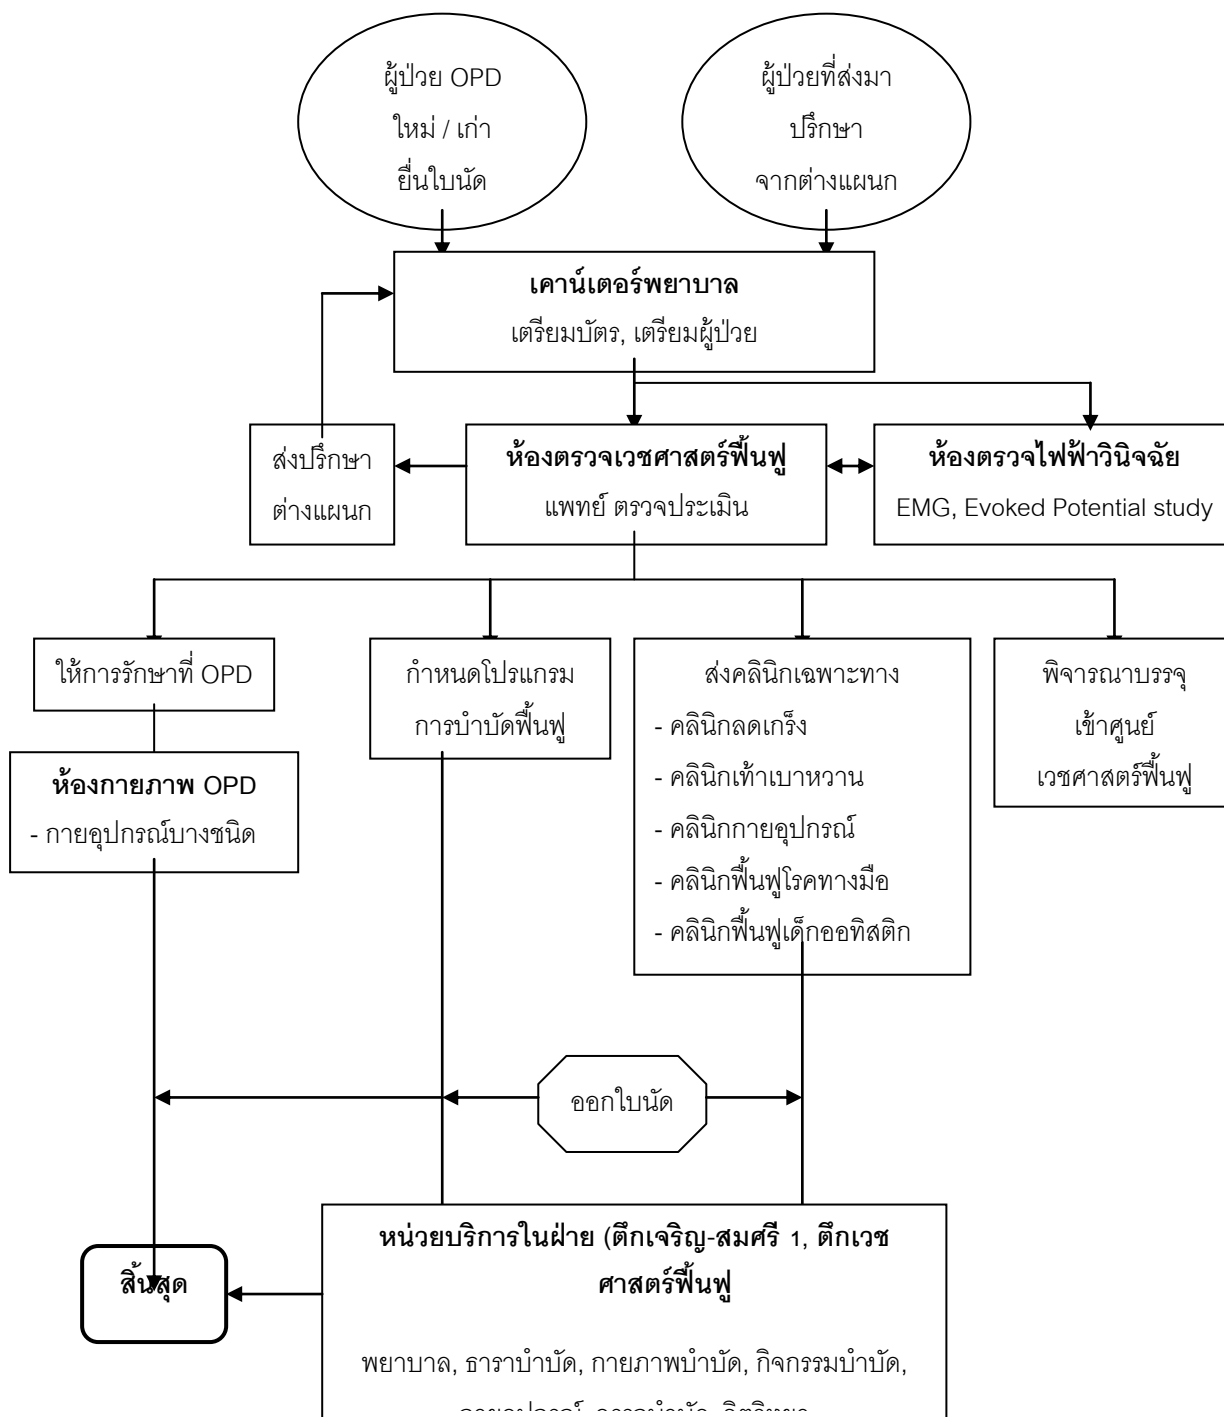 ผู้ป่วย OPD
ใหม่ / เก่า
ยื่นใบนัด
ผู้ป่วยที่ส่งมา
ปรึกษา
จากต่างแผนก
เคาน์เตอร์พยาบาล
เตรียมบัตร, เตรียมผู้ป่วย
ส่งปรึกษา
ต่างแผนก
ห้องตรวจเวชศาสตร์ฟื้นฟู
แพทย์ ตรวจประเมิน
ห้องตรวจไฟฟ้าวินิจฉัย
EMG, Evoked Potential study
ให้การรักษาที่ OPD
ห้องกายภาพ OPD
- กายอุปกรณ์บางชนิด
กำหนดโปรแกรม
การบำบัดฟื้นฟู
ส่งคลินิกเฉพาะทาง
- คลินิกลดเกร็ง
- คลินิกเท้าเบาหวาน
- คลินิกกายอุปกรณ์
- คลินิกฟื้นฟูโรคทางมือ
- คลินิกฟื้นฟูเด็กออทิสติก
พิจารณาบรรจุ
เข้าศูนย์
เวชศาสตร์ฟื้นฟู
ออกใบนัด
สิ้นสุด
หน่วยบริการในฝ่าย (ตึกเจริญ-สมศรี 1, ตึกเวช
ศาสตร์ฟื้นฟู
พยาบาล, ธาราบำบัด, กายภาพบำบัด, กิจกรรมบำบัด,